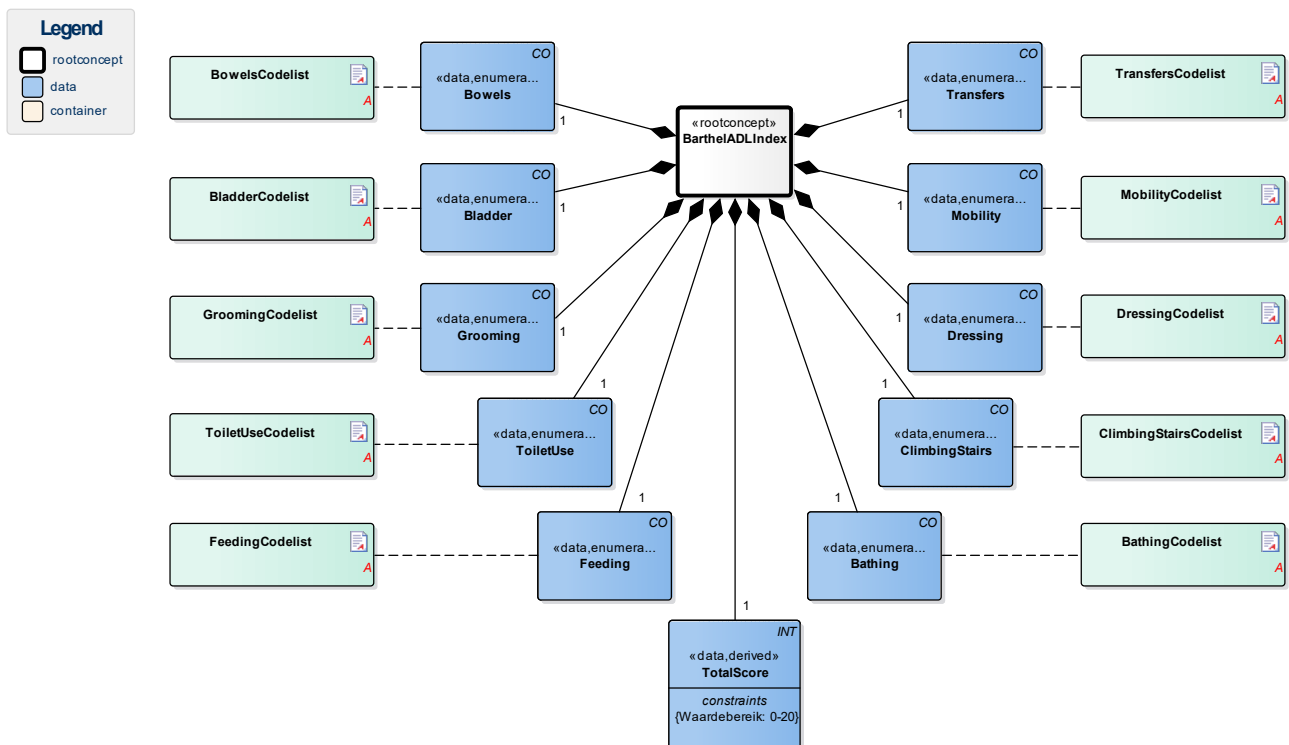 Legend
rootconcept
data
container
BowelsCodelist
A
CO
«data,enumera...
Bowels
1
«rootconcept»
BarthelADLIndex
CO
«data,enumera...
Transfers
1
TransfersCodelist
A
BladderCodelist
A
CO
«data,enumera...
Bladder
1
CO
«data,enumera...
Mobility
1
MobilityCodelist
A
GroomingCodelist
A
CO
«data,enumera...
Grooming
1
CO
«data,enumera...
Dressing
1
DressingCodelist
A
ToiletUseCodelist
A
1
CO
«data,enumera...
ToiletUse
1
CO
«data,enumera...
ClimbingStairs
ClimbingStairsCodelist
A
FeedingCodelist
A
1
CO
«data,enumera...
Feeding
1
CO
«data,enumera...
Bathing
BathingCodelist
A
1
INT
«data,derived»
TotalScore
constraints
{Waardebereik: 0-20}